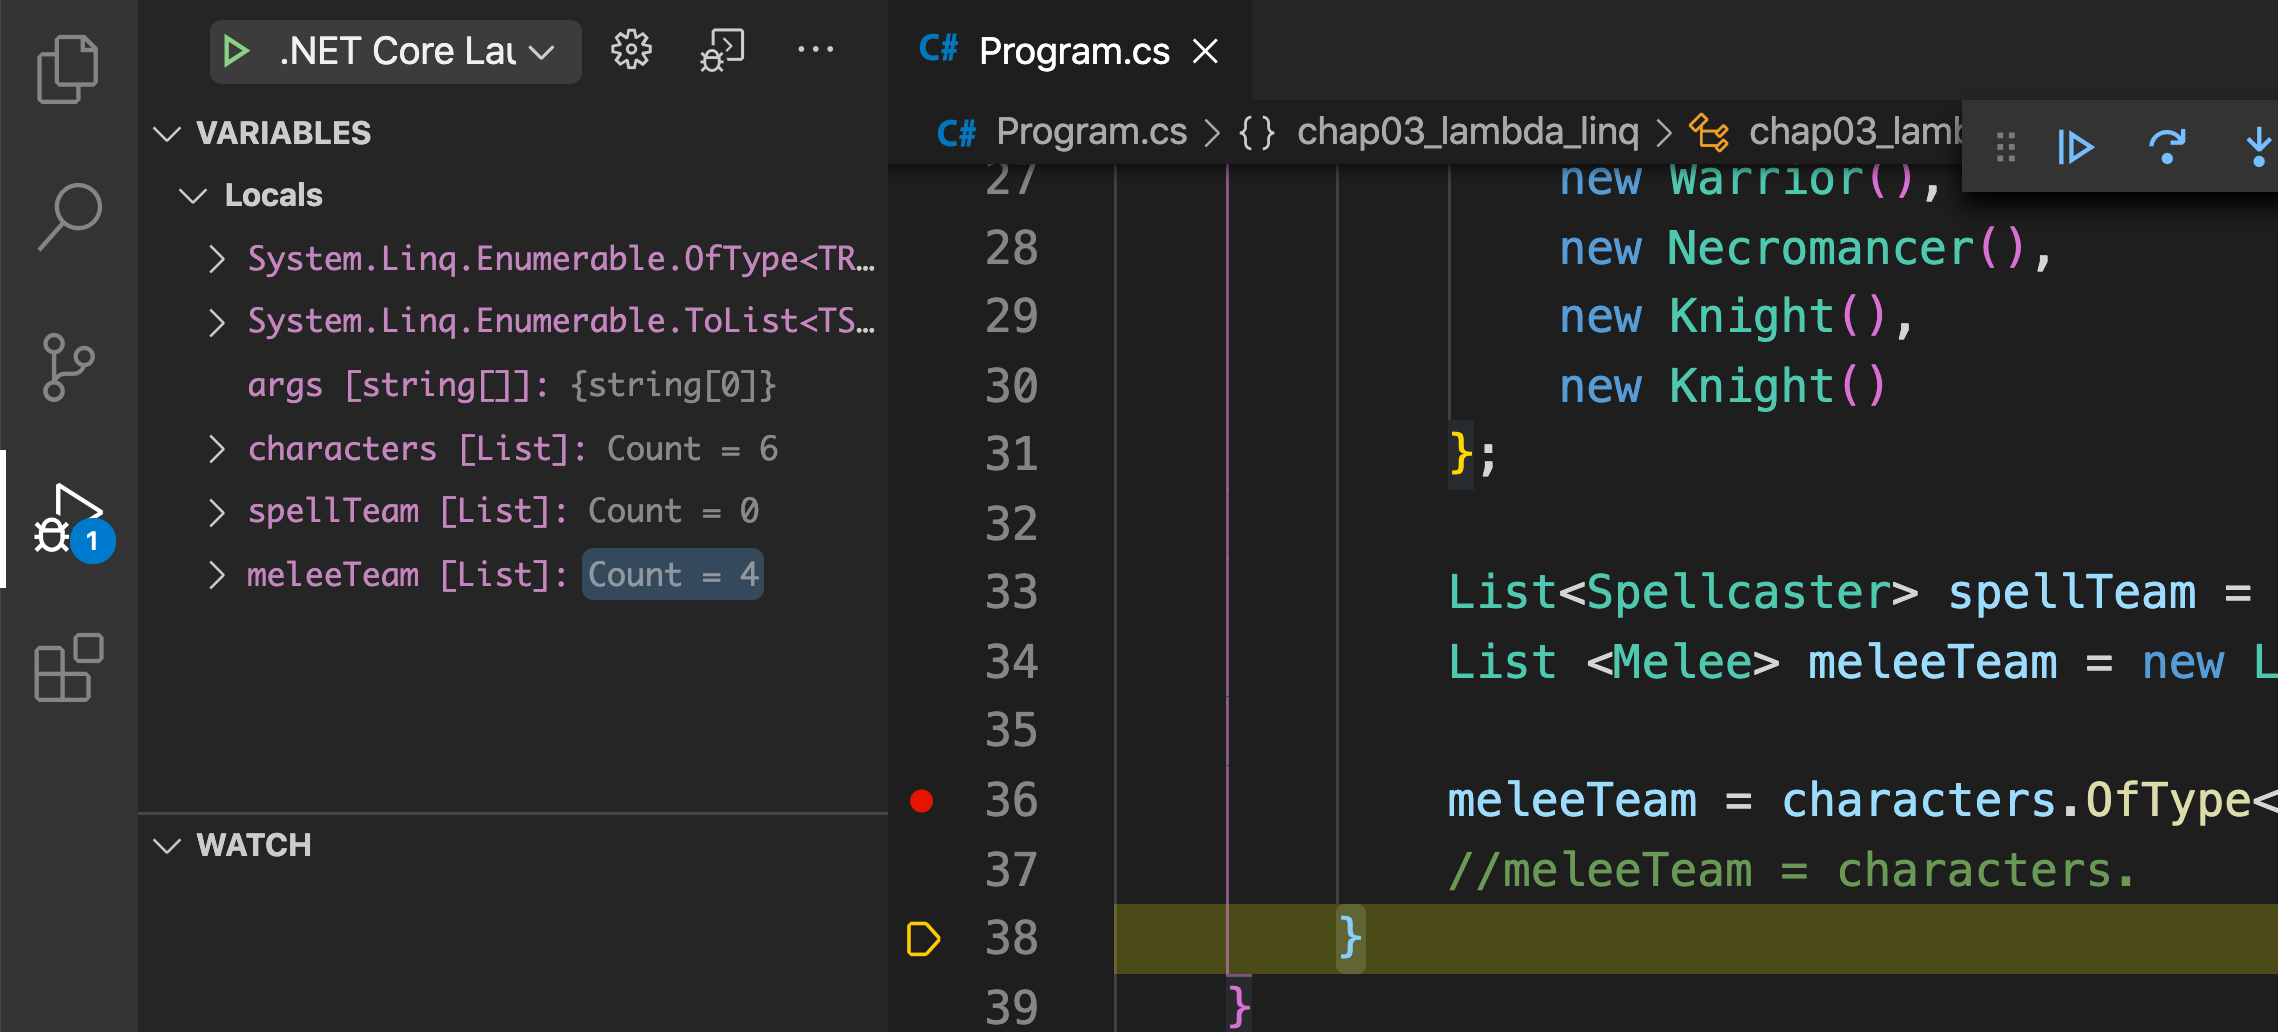 .NET Core Lau
VARIABLES
Locals
System.Linq.Enumerable.OfType<TR…
System.Linq.Enumerable.ToList<TS…
args [string[]]: {string[0]}
characters [List]: Count = 6
spellTeam [List]: Count = 0
meleeTeam [List]: Count = 4
WATCH
1
C# Program.cs
C# Program.cs > {} chap03_lambda_linq > chap03_lamb
27 new Warrior(),
28 new Necromancer(),
29 new Knight(),
30 new Knight()
31 };
32
33 List<Spellcaster> spellTeam =
34 List <Melee> meleeTeam = new L
35
36 meleeTeam = characters.OfType<
37 //meleeTeam = characters.
38 }
39 }